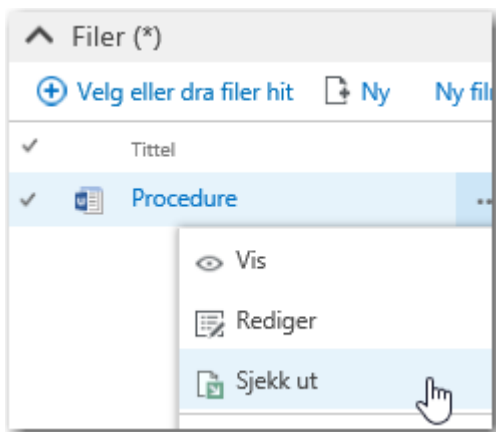 Filer (*)
Velg eller dra filer hit Ny Ny fil
Tittel
Procedure
Vis
Rediger
Sjekk ut